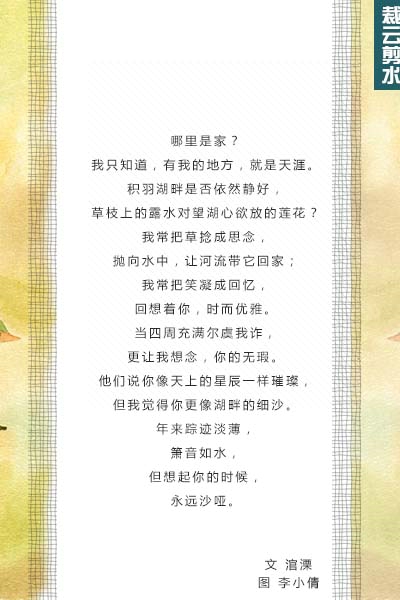 裁云剪水
哪里是家？
我只知道，有我的地方，就是天涯。
积羽湖畔是否依然静好，
草枝上的露水对望湖心欲放的莲花？
我常把草捻成思念，
抛向水中，让河流带它回家；
我常把笑凝成回忆，
回想着你，时而优雅。
当四周充满尔虞我诈，
更让我想念，你的无瑕。
他们说你像天上的星辰一样璀璨，
但我觉得你更像湖畔的细沙。
年来踪迹淡薄，
箫音如水，
但想起你的时候，
永远沙哑。
文 涫溧
图 李小倩